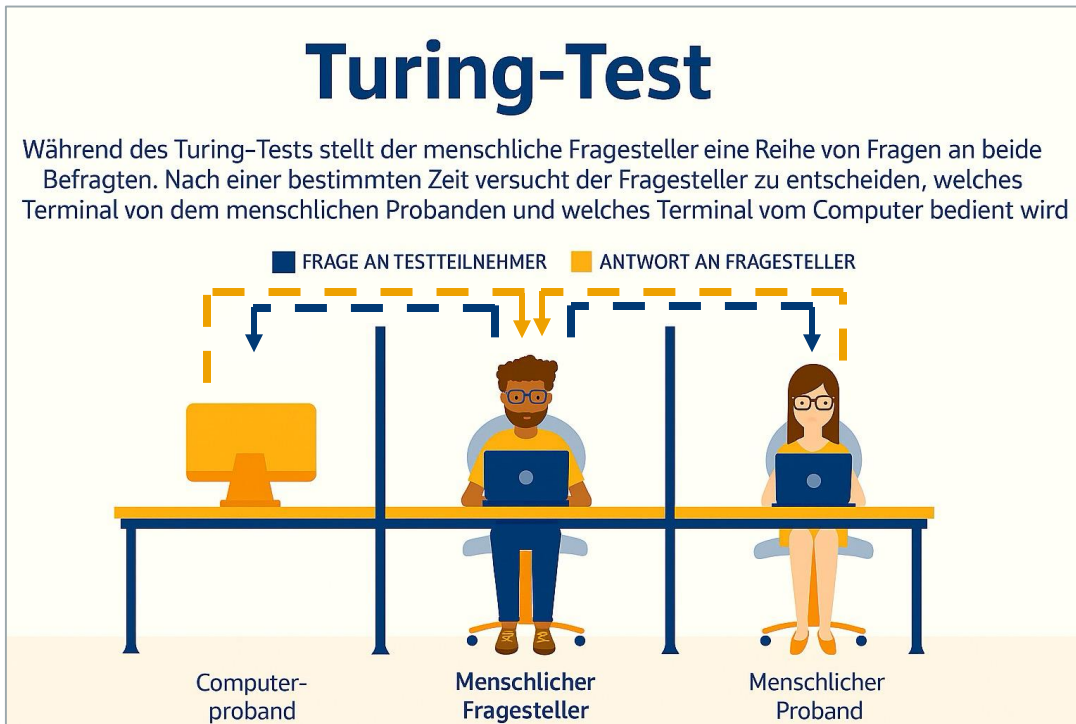 Turing-Test
Während des Turing-Tests stellt der menschliche Fragesteller eine Reihe von Fragen an beide
Befragten. Nach einer bestimmten Zeit versucht der Fragesteller zu entscheiden, welches
Terminal von dem menschlichen Probanden und welches Terminal vom Computer bedient wird
FRAGE AN TESTTEILNEHMER
ANTWORT AN FRAGESTELLER
Computer-
proband
Menschlicher
Fragesteller
Menschlicher
Proband